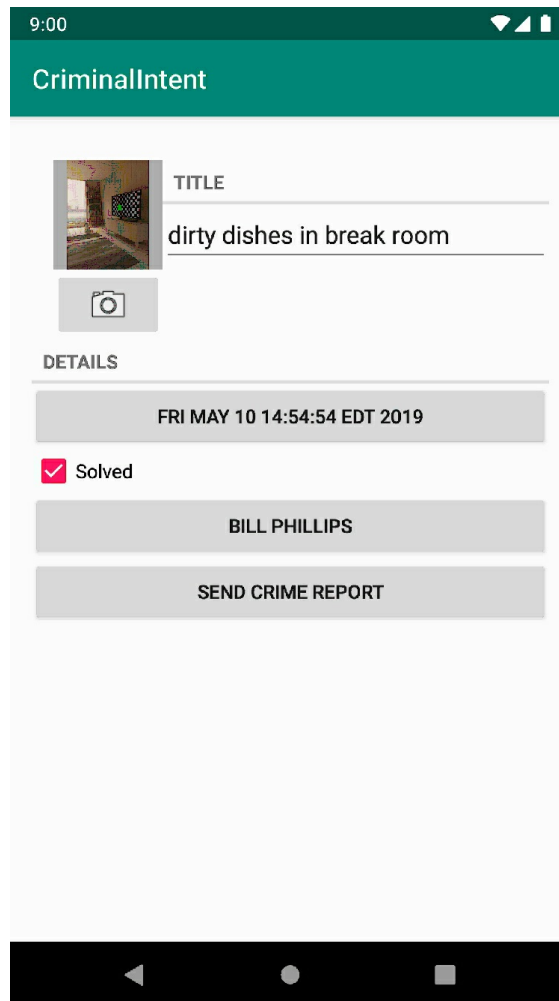 9:00
CriminalIntent
TITLE
dirty dishes in break room
DETAILS
FRI MAY 10 14:54:54 EDT 2019
Solved
BILL PHILLIPS
SEND CRIME REPORT